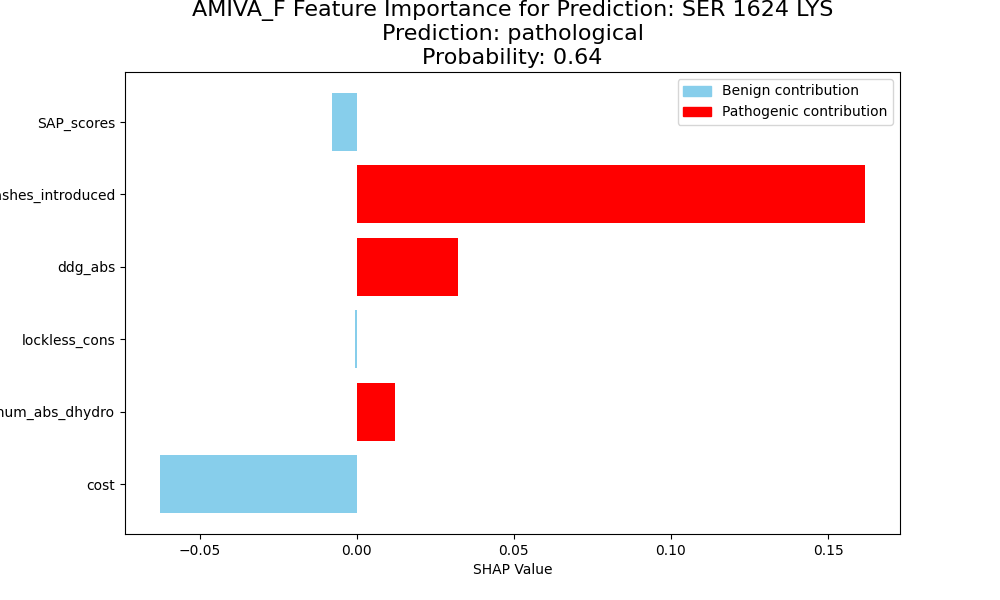 AMIVA_F Feature Importance for Prediction: SER 1624 LYS
Prediction: pathological
Probability: 0.64
Benign contribution
Pathogenic contribution
SAP_scores
shes_introduced
ddg_abs
lockless_cons
num_abs_dhydro
cost
−0.05
0.00
0.05
0.10
0.15
SHAP Value